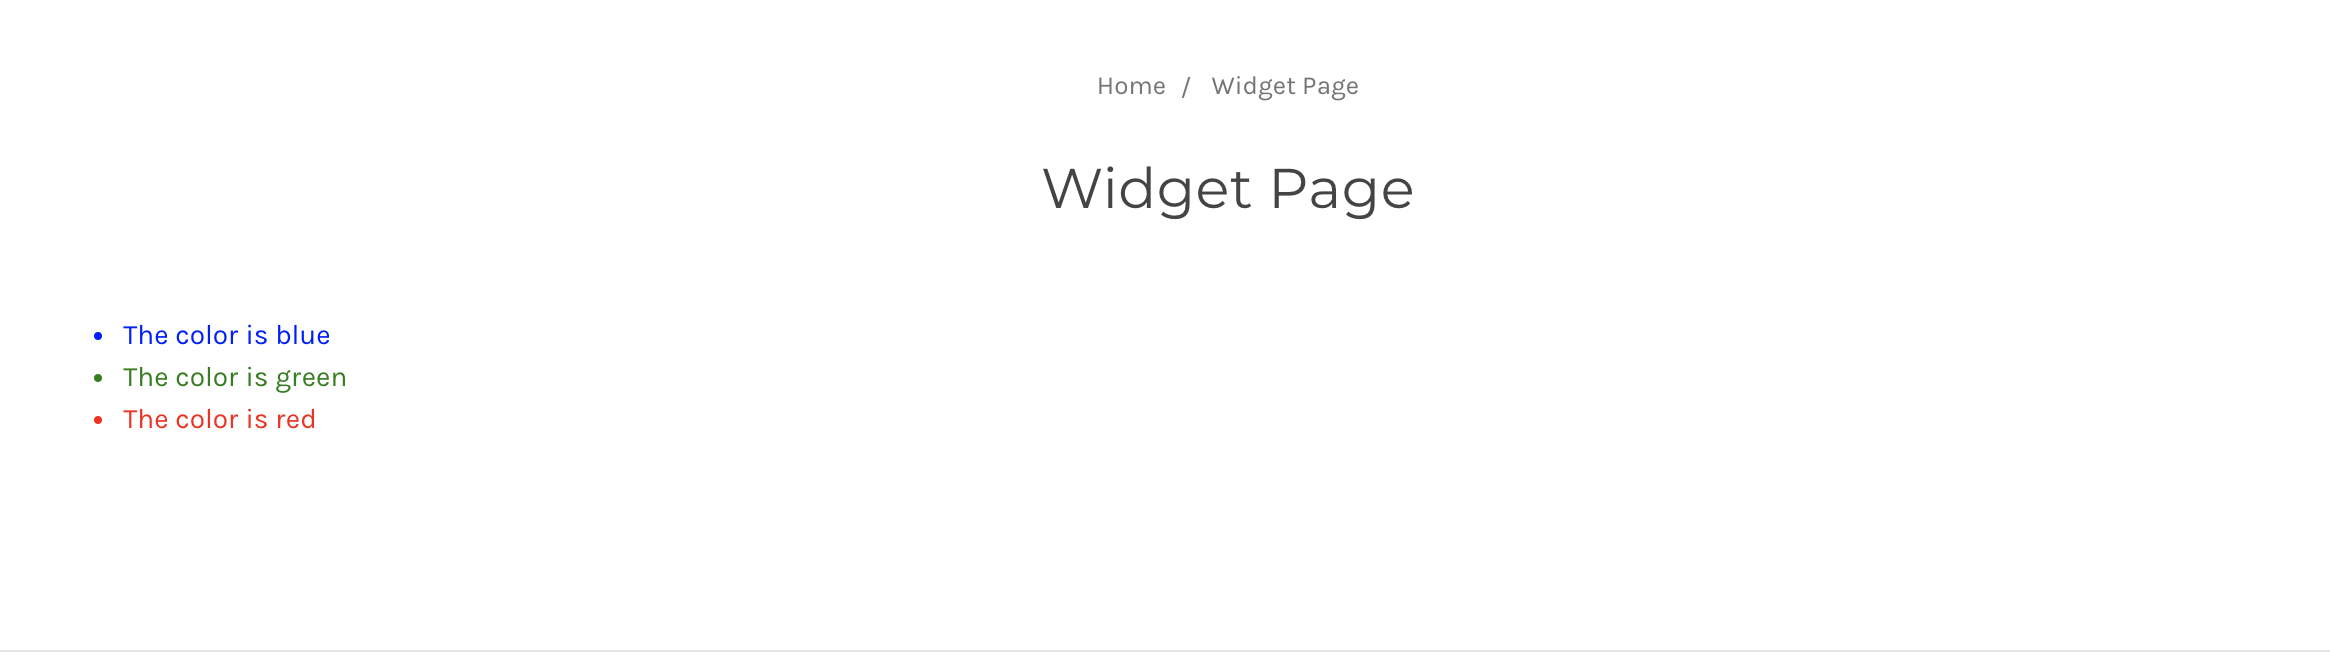 Home / Widget Page
Widget Page
• The color is blue
• The color is green
• The color is red